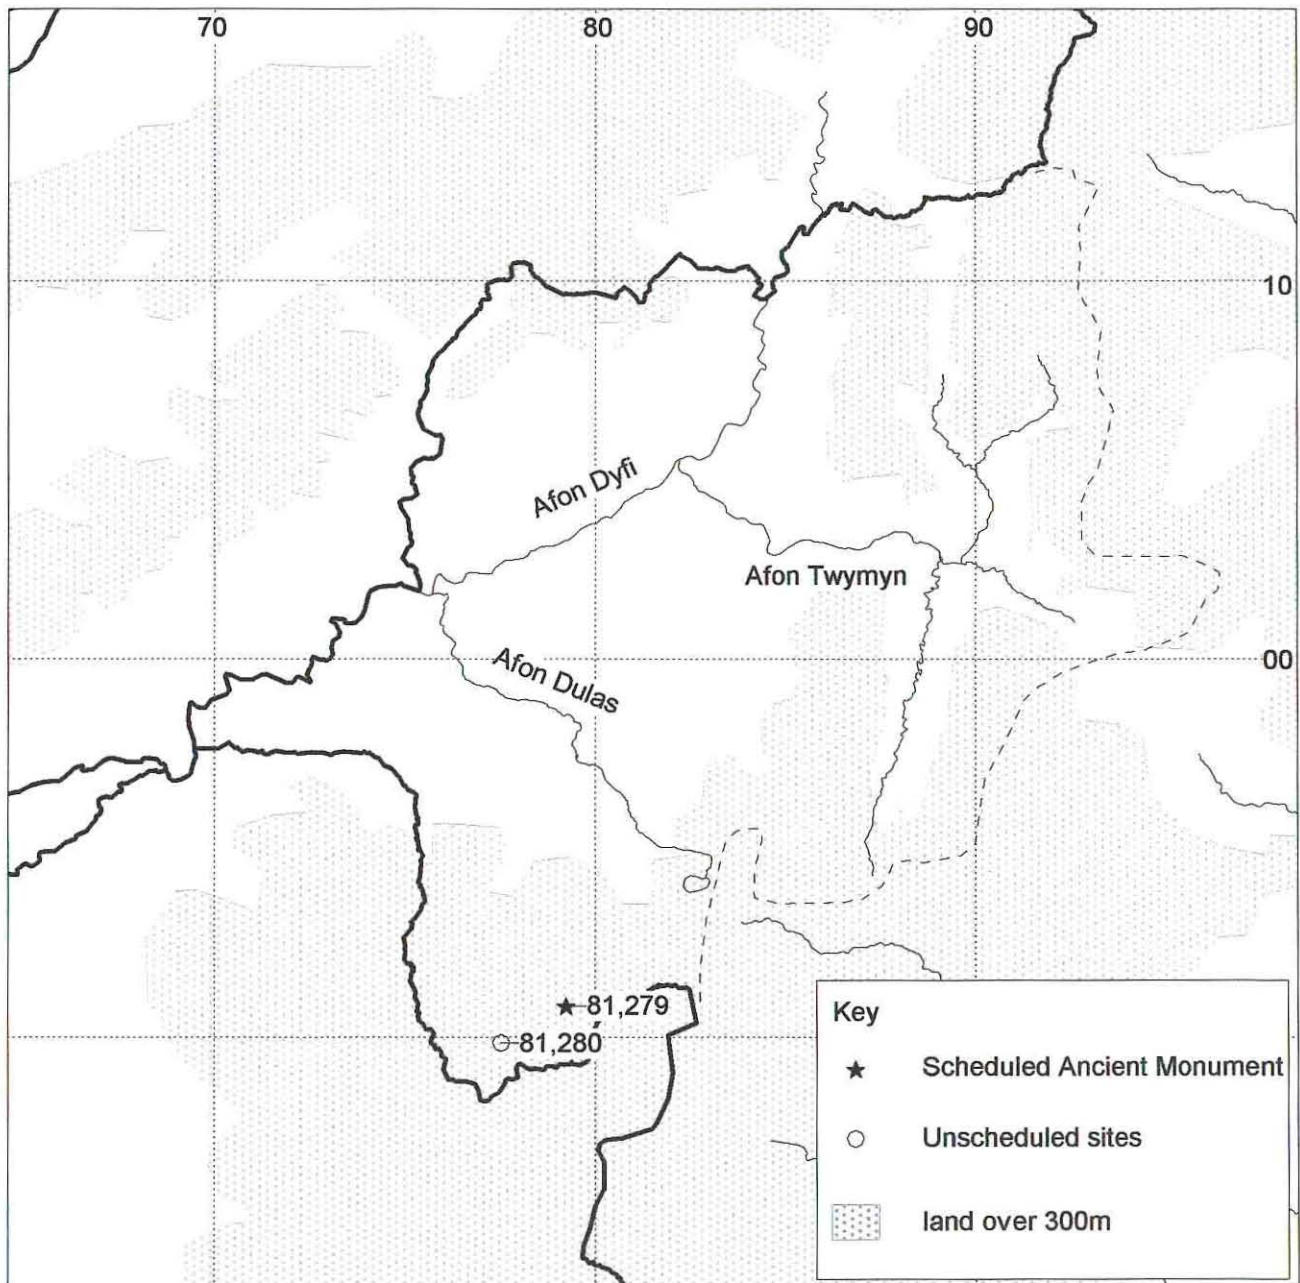 70
80
90
10
Afon Dyfi
Afon Twymyn
00
Afon Dulas
81,279
81,280
Key
Scheduled Ancient Monument
Unscheduled sites
land over 300m